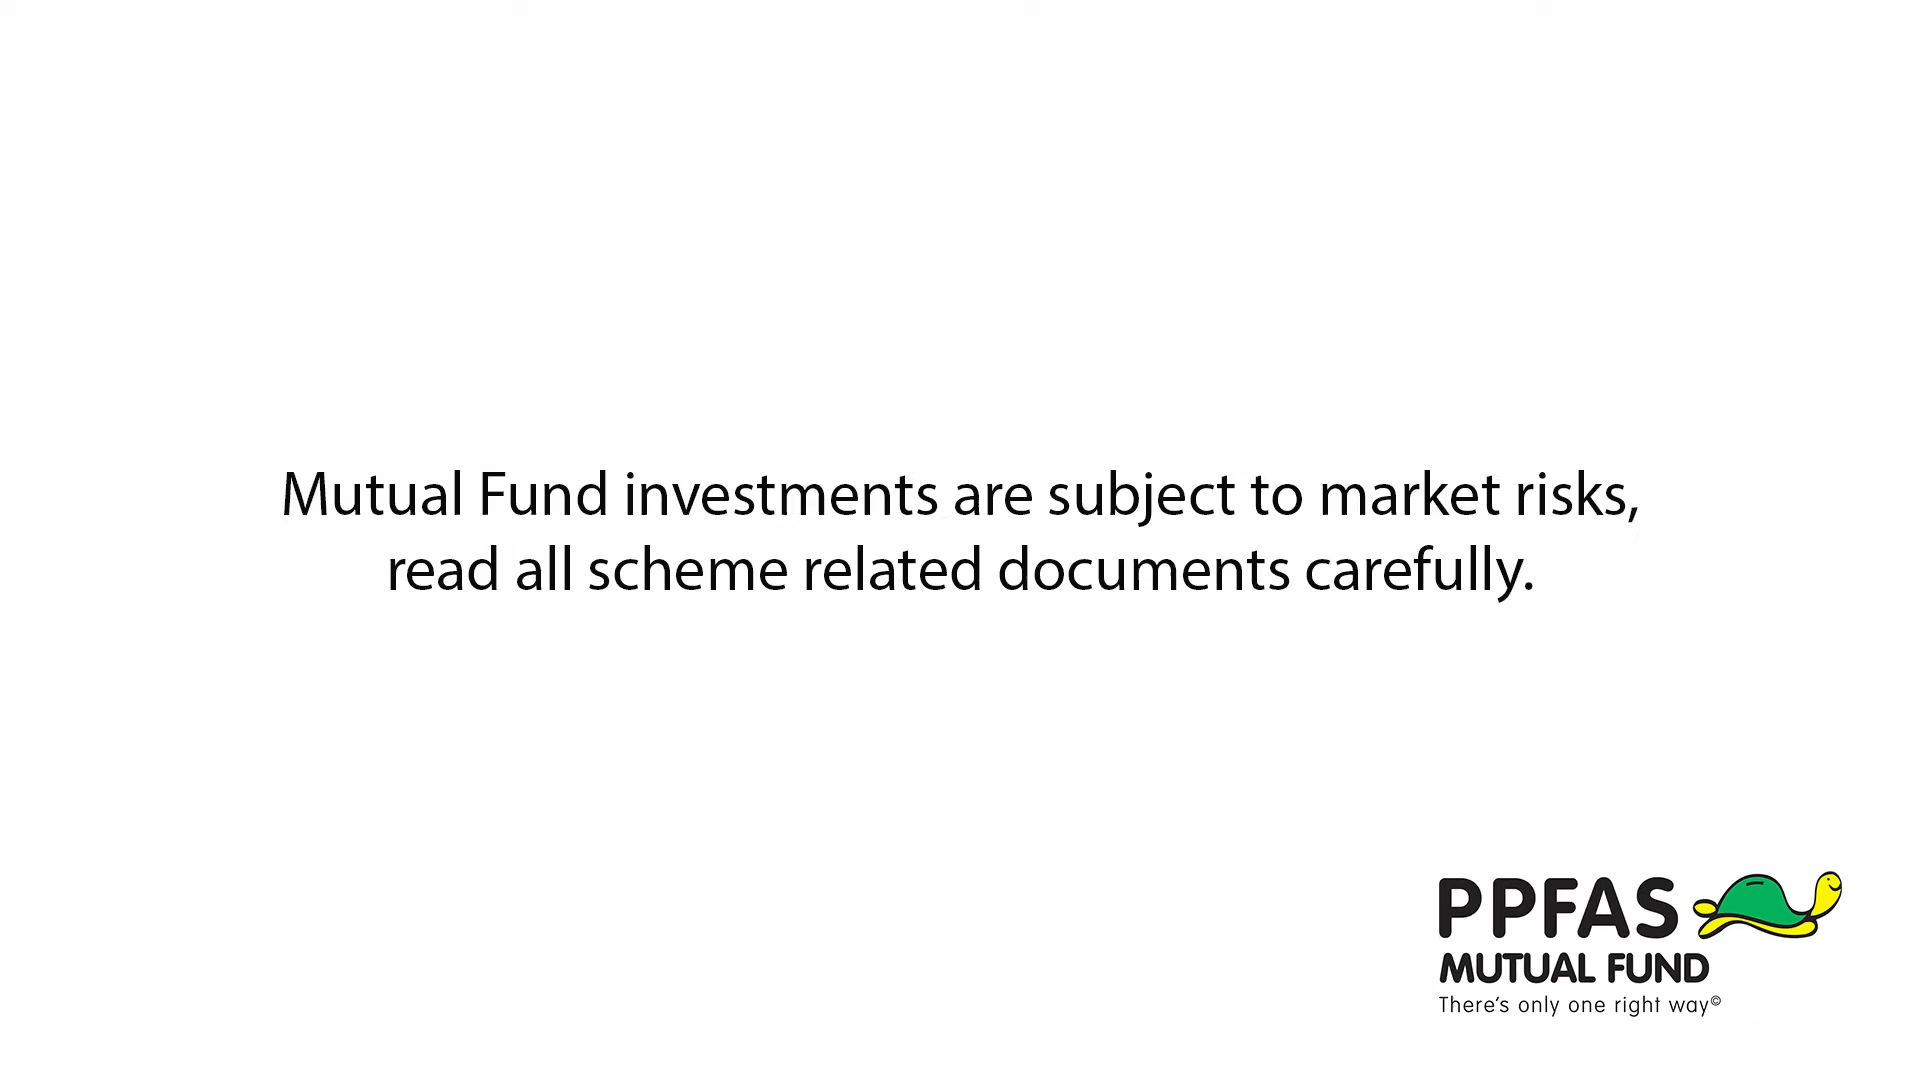 Mutual Fund investments are subject to market risks,
read all scheme related documents carefully.
PPFAS
MUTUAL FUND
There's only one right way©